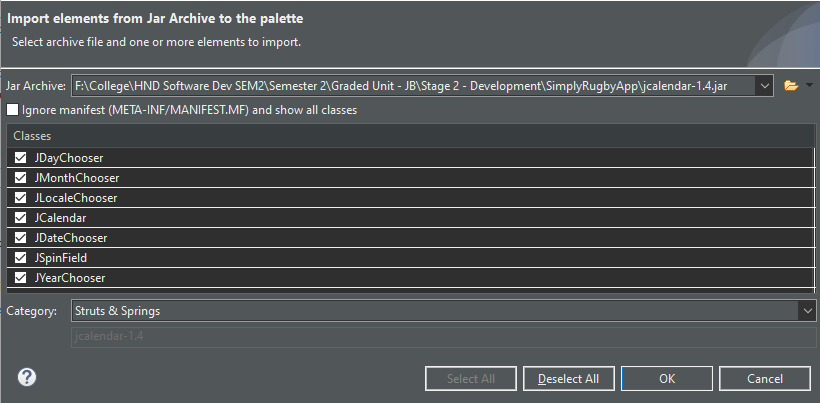 Import elements from Jar Archive to the palette
Select archive file and one or more elements to import.
Jar Archive: F:\College\HND Software Dev SEM2\Semester 2\Graded Unit - JB\Stage 2 - Development\SimplyRugbyApp\jcalendar-1.4.jar
Ignore manifest (META-INF/MANIFEST.MF) and show all classes
Classes
JDayChooser
JMonthChooser
JLocaleChooser
JCalendar
JDateChooser
JSpinField
JYearChooser
Category: Struts & Springs
jcalendar-1.4
? Select All Deselect All OK Cancel